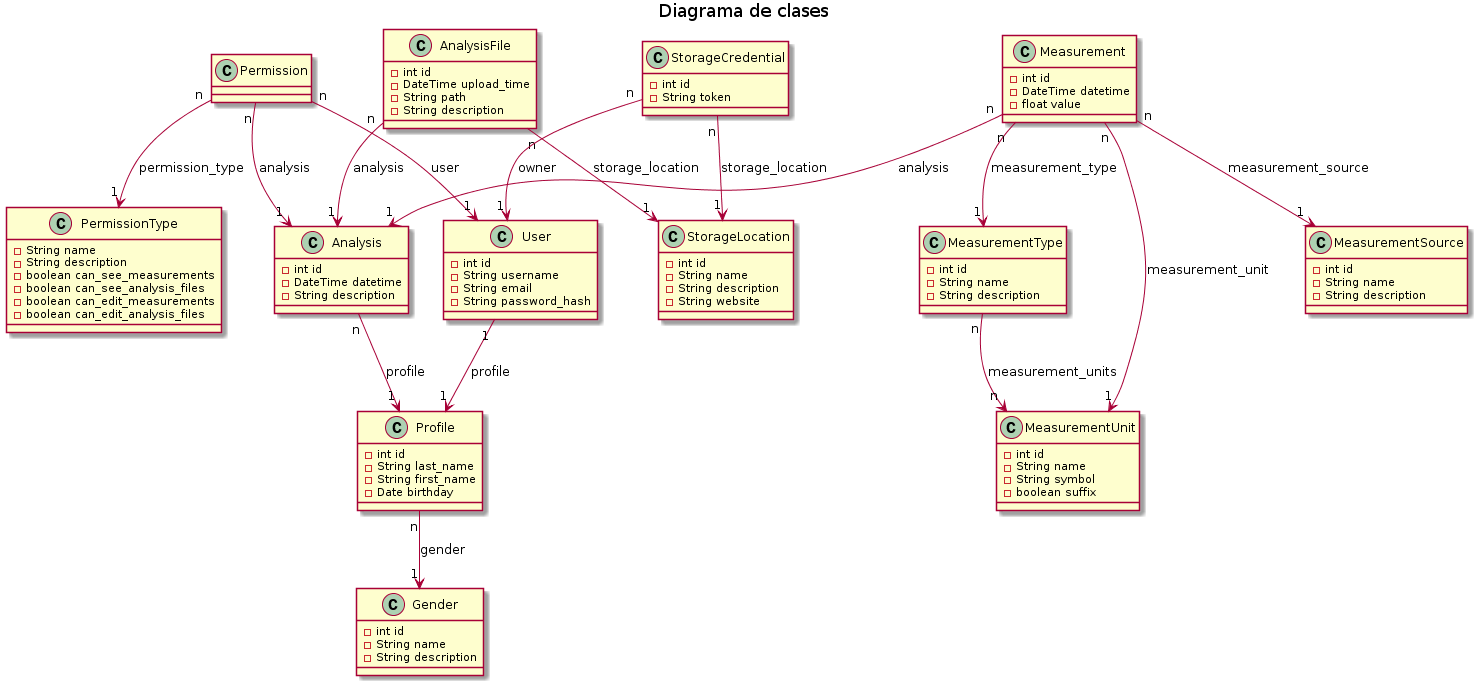 Diagrama de clases
C Permission
C AnalysisFile
int id
DateTime upload_time
String path
String description
C StorageCredential
int id
String token
C Measurement
int id
DateTime datetime
float value
n
n
n
n
n
n
n
n
n
n
n
permission_type
analysis
analysis
user
owner
storage_location
storage_location
analysis
measurement_type
measurement_unit
measurement_source
1
1
1
1
1
1
1
1
1
1
C PermissionType
String name
String description
boolean can_see_measurements
boolean can_see_analysis_files
boolean can_edit_measurements
boolean can_edit_analysis_files
C Analysis
int id
DateTime datetime
String description
C User
int id
String username
String email
String password_hash
C StorageLocation
int id
String name
String description
String website
C MeasurementType
int id
String name
String description
C MeasurementSource
int id
String name
String description
n
1
n
profile
profile
measurement_units
1
1
n
1
C Profile
int id
String last_name
String first_name
Date birthday
C MeasurementUnit
int id
String name
String symbol
boolean suffix
n
gender
1
C Gender
int id
String name
String description